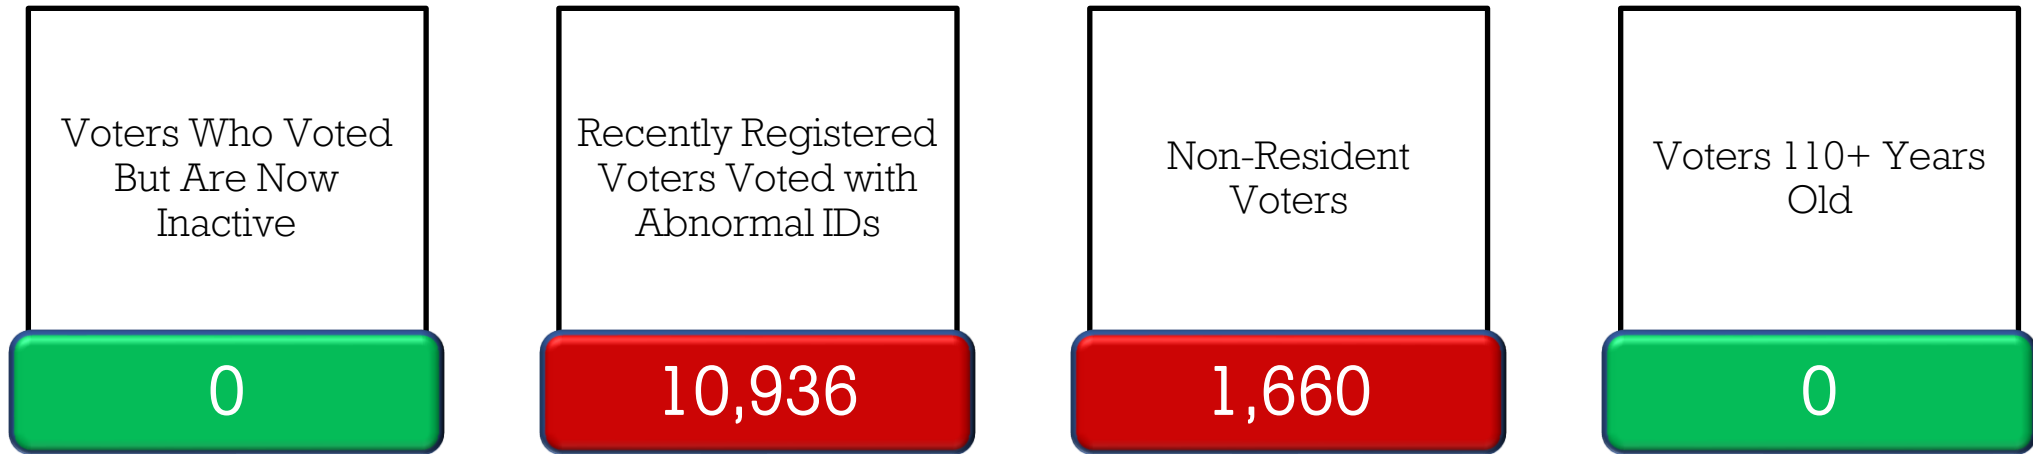 Voters Who Voted
But Are Now
Inactive
0
Recently Registered
Voters Voted with
Abnormal IDs
10,936
Non-Resident
Voters
1,660
Voters 110+ Years
Old
0